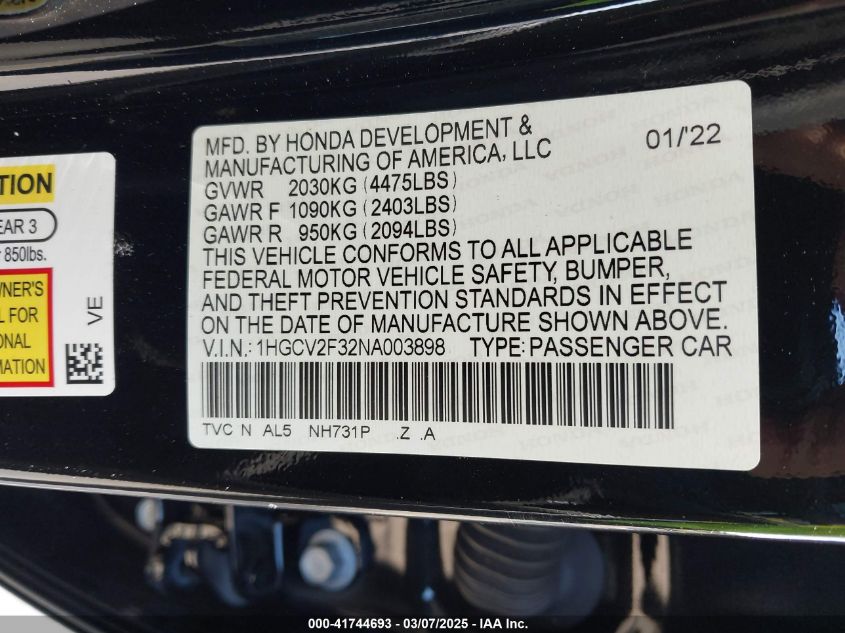 MFD. BY HONDA DEVELOPMENT &
MANUFACTURING OF AMERICA, LLC 01/'22
GVWR 2030KG (4475LBS)
GAWR F 1090KG (2403LBS)
GAWR R 950KG (2094LBS)
THIS VEHICLE CONFORMS TO ALL APPLICABLE
FEDERAL MOTOR VEHICLE SAFETY, BUMPER,
AND THEFT PREVENTION STANDARDS IN EFFECT
ON THE DATE OF MANUFACTURE SHOWN ABOVE.
V.I.N.: 1HGCV2F32NA003898 TYPE: PASSENGER CAR
TVC N AL5 NH731P .Z .A
TION
EAR 3
r 850lbs.
WNER'S
L FOR
ONAL
MATION
VE
000-41744693 — 03/07/2025 — IAA Inc.